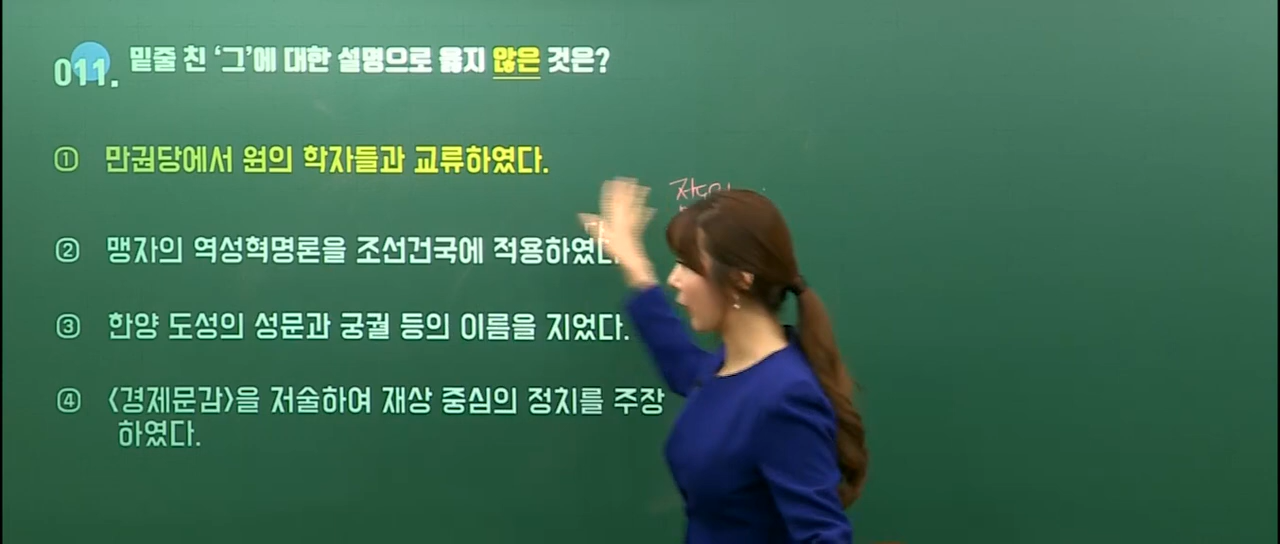 011. 밑줄 친 ‘그’에 대한 설명으로 옳지 않은 것은?
① 만권당에서 원의 학자들과 교류하였다.
② 맹자의 역성혁명론을 조선건국에 적용하였다
③ 한양 도성의 성문과 궁궐 등의 이름을 지었다.
④ <경제문감>을 저술하여 재상 중심의 정치를 주장
하였다.